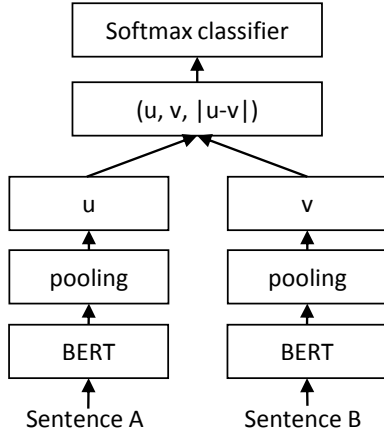 Softmax classifier
(u, v, |u-v|)
u
v
pooling
pooling
BERT
BERT
Sentence A
Sentence B